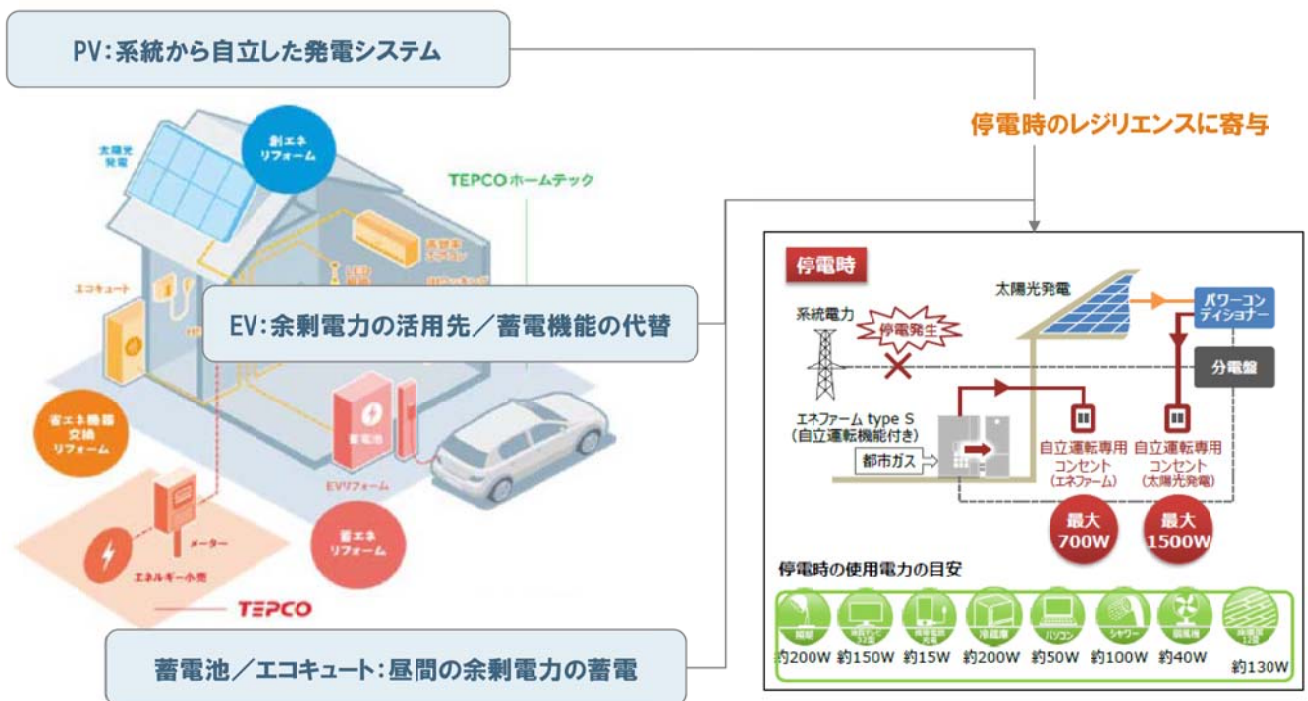 PV：系統から自立した発電システム
停電時のレジリエンスに寄与
太陽光
発電
創エネ
リフォーム
TEPCOホームテック
高効率
エアコン
エコキュート
EV：余剰電力の活用先／蓄電機能の代替
省エネ機器
交換
リフォーム
蓄電池
EVリフォーム
蓄エネ
リフォーム
メーター
エネルギー小売
TEPCO
蓄電池／エコキュート：昼間の余剰電力の蓄電
停電時
太陽光発電
パワーコン
ディショナー
系統電力
停電発生
分電盤
エネファーム type S
（自立運転機能付き）
都市ガス
自立運転専用
コンセント
（エネファーム）
自立運転専用
コンセント
（太陽光発電）
最大
700W
最大
1500W
停電時の使用電力の目安
冷蔵庫
パソコン
シャワー
扇風機
約200W 約150W 約15W 約200W 約50W 約100W 約40W 約130W